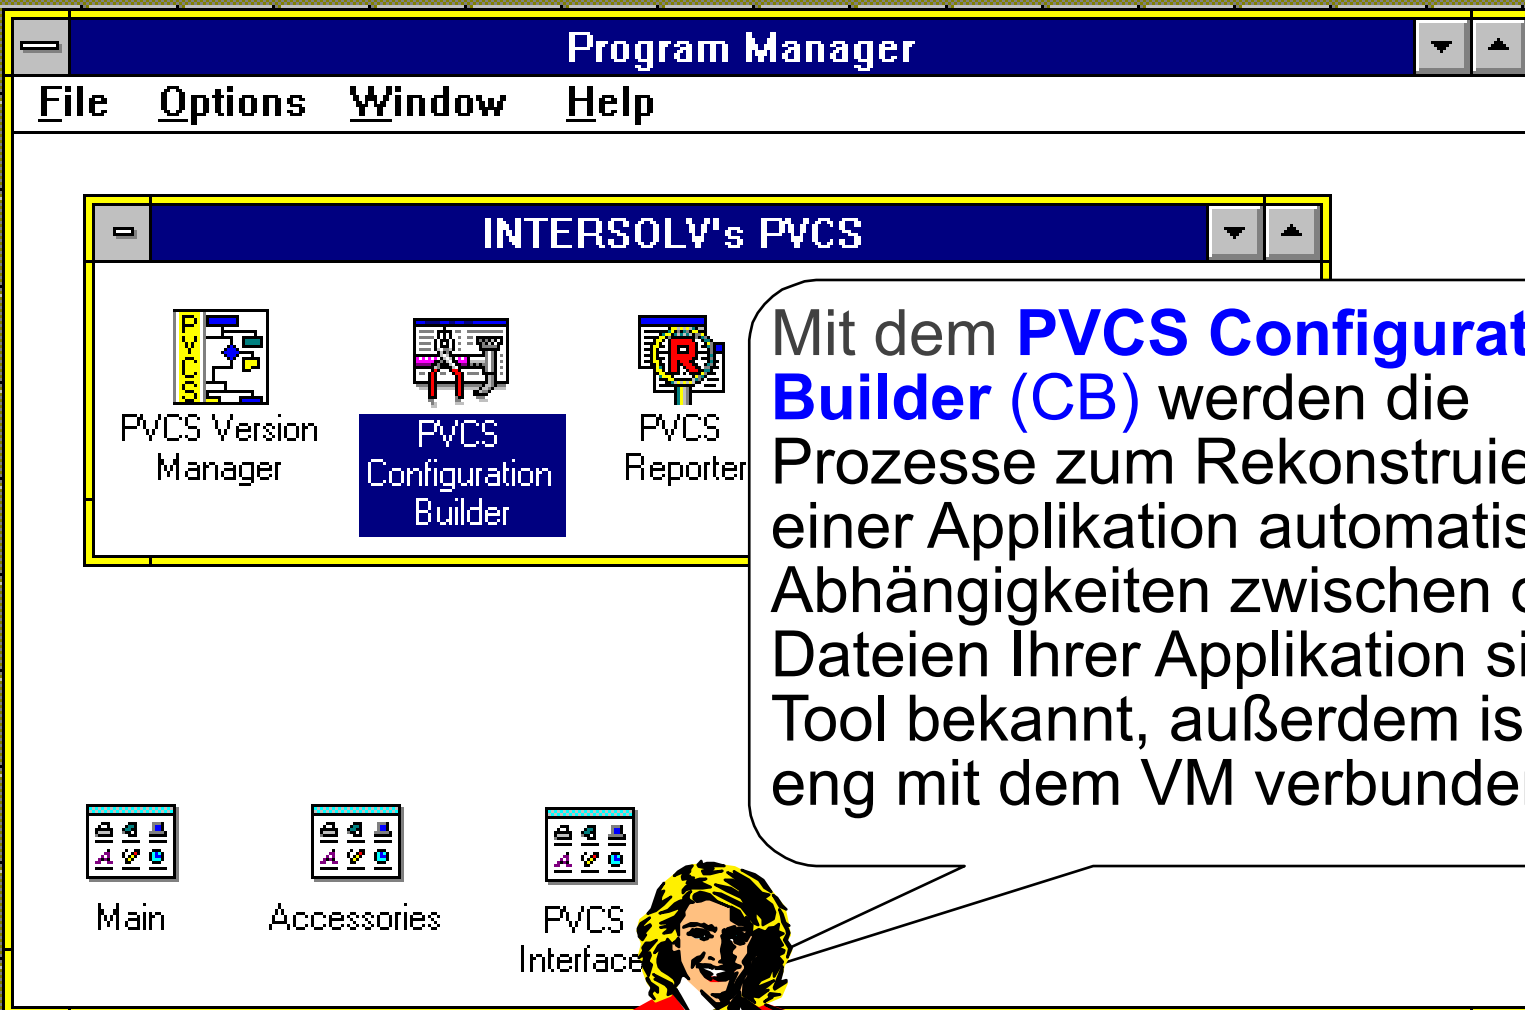 Program Manager
File Options Window Help
INTERSOLV's PVCS
PVCS
PVCS Version
Manager
PVCS
Configuration
Builder
R
PVCS
Reporter
Mit dem PVCS Configurat
Builder (CB) werden die
Prozesse zum Rekonstruie
einer Applikation automatis
Abhängigkeiten zwischen d
Dateien Ihrer Applikation si
Tool bekannt, außerdem is
eng mit dem VM verbunden
Main
Accessories
PVCS
Interface